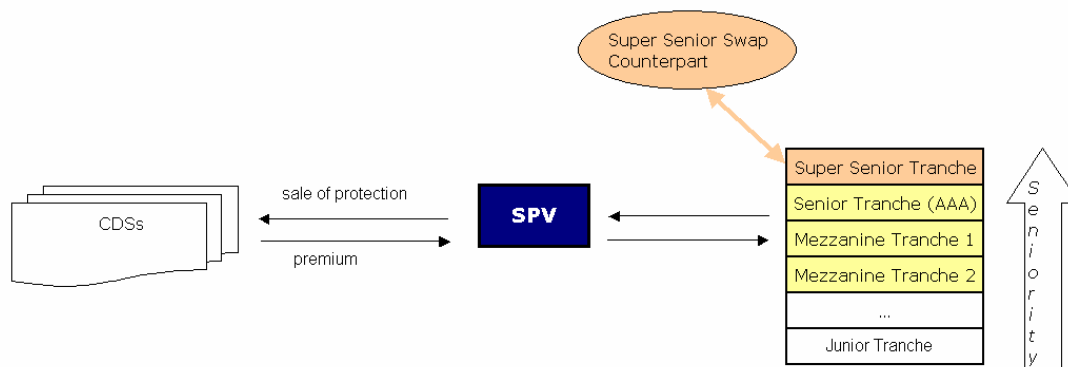 Super Senior Swap
Counterpart
CDSs
sale of protection
premium
SPV
Super Senior Tranche
Senior Tranche (AAA)
Mezzanine Tranche 1
Mezzanine Tranche 2
...
Junior Tranche
Seniority